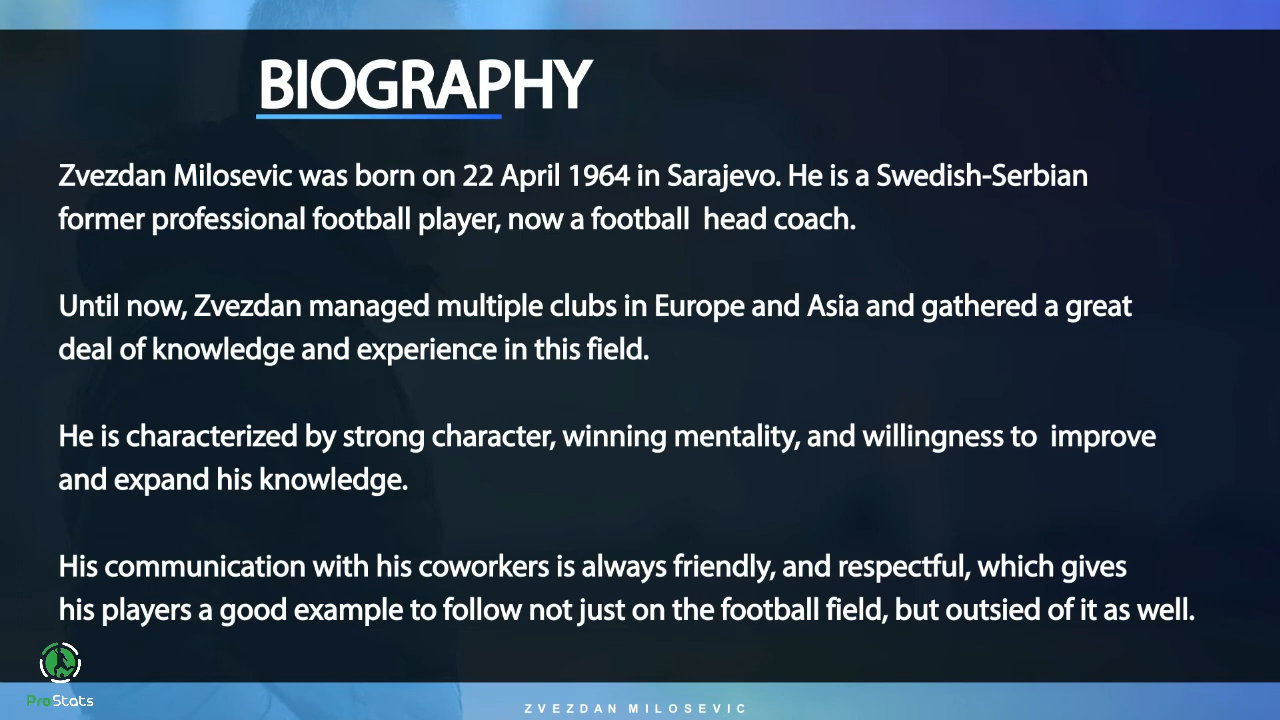 BIOGRAPHY
Zvezdan Milosevic was born on 22 April 1964 in Sarajevo. He is a Swedish-Serbian
former professional football player, now a football  head coach.
Until now, Zvezdan managed multiple clubs in Europe and Asia and gathered a great
deal of knowledge and experience in this field.
He is characterized by strong character, winning mentality, and willingness to  improve
and expand his knowledge.
His communication with his coworkers is always friendly, and respectful, which gives
his players a good example to follow not just on the football field, but outsied of it as well.
ProStats
ZVEZDAN MILOSEVIC